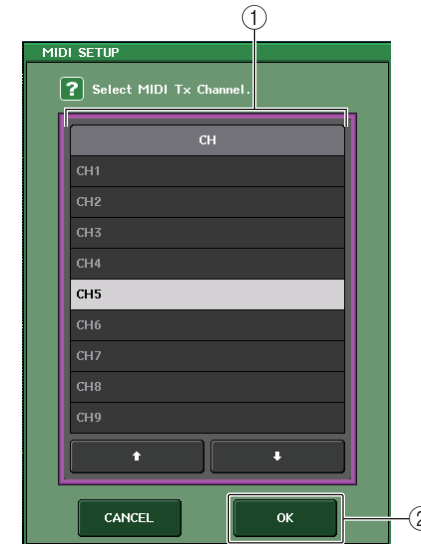 ①
MIDI SETUP
? Select MIDI Tx Channel.
CH
CH1
CH2
CH3
CH4
CH5
CH6
CH7
CH8
CH9
CANCEL
OK
②